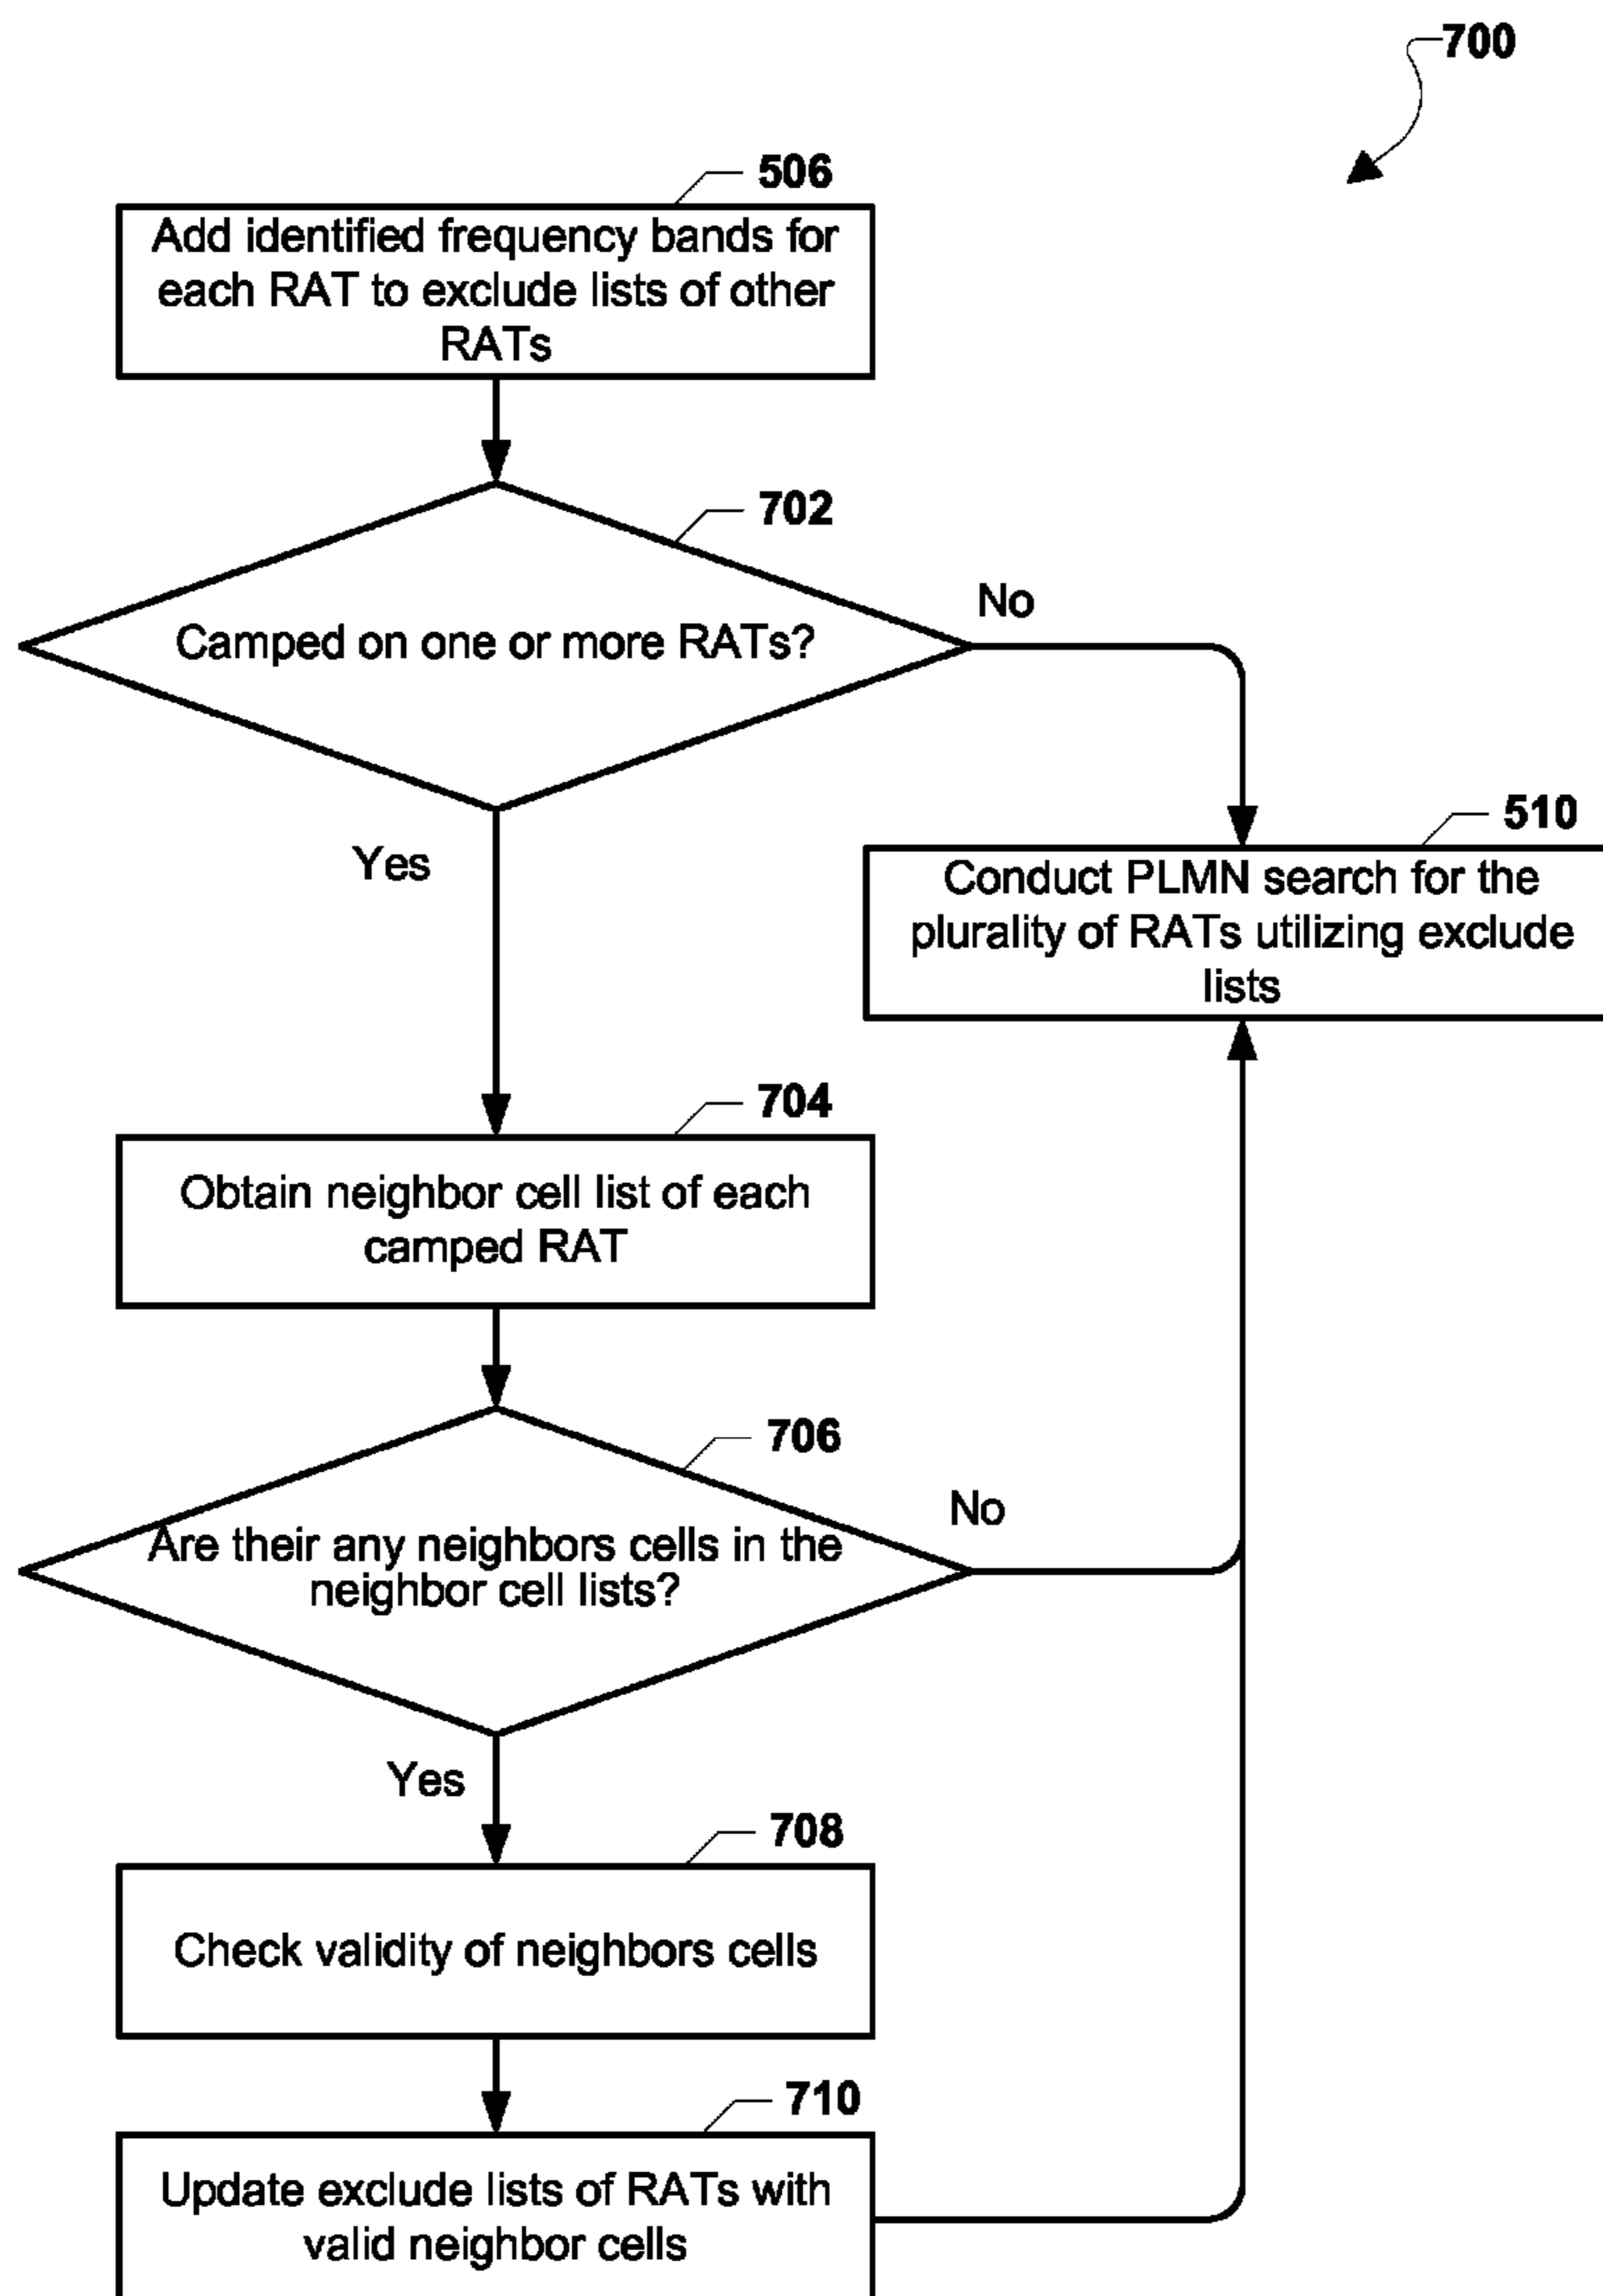 700
506
Add identified frequency bands for
each RAT to exclude lists of other
RATs
702
Camped on one or more RATs?
No
Yes
510
Conduct PLMN search for the
plurality of RATs utilizing exclude
lists
704
Obtain neighbor cell list of each
camped RAT
706
Are their any neighbors cells in the
neighbor cell lists?
No
Yes
708
Check validity of neighbors cells
710
Update exclude lists of RATs with
valid neighbor cells